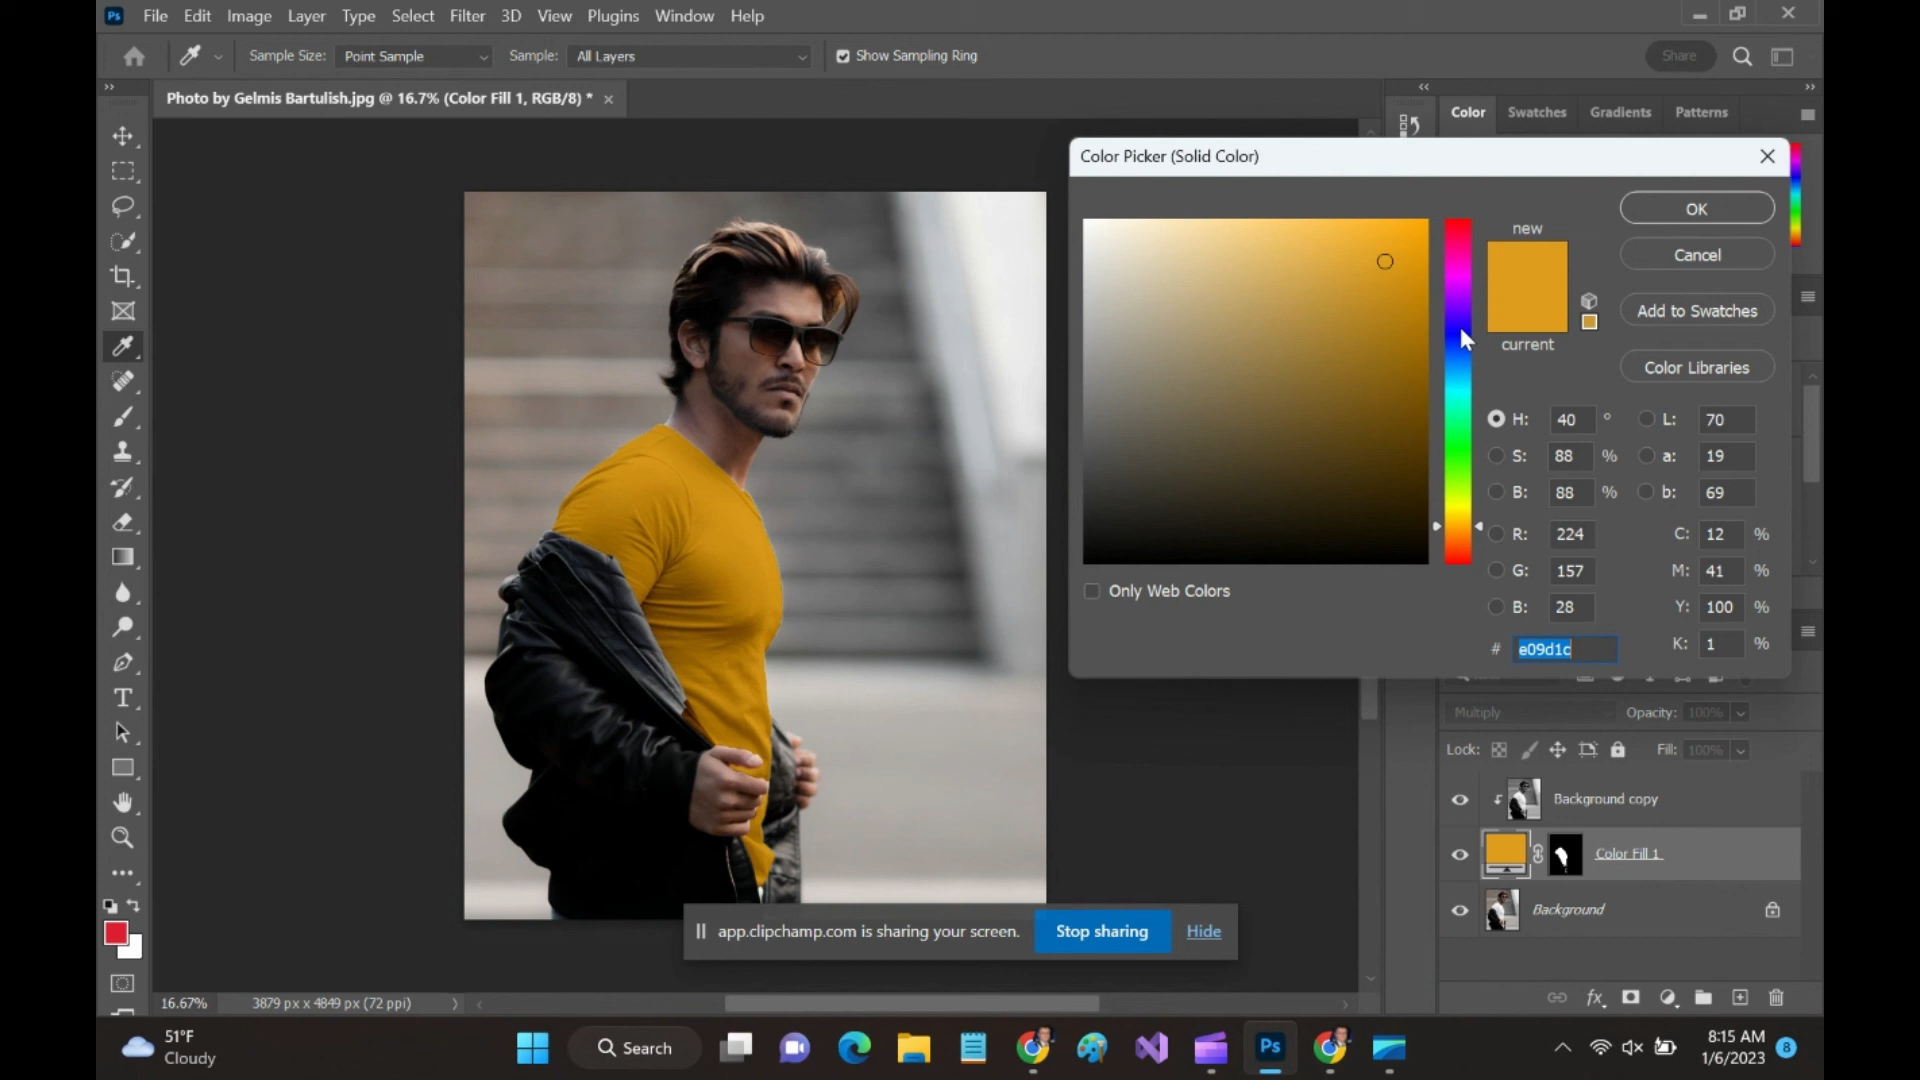 Ps File Edit Image Layer Type Select Filter 3D View Plugins Window Help
Sample Size: Point Sample Sample: All Layers Show Sampling Ring Share
Photo by Gelmis Bartulish.jpg @ 16.7% (Color Fill 1, RGB/8) *
Color Swatches Gradients Patterns
Color Picker (Solid Color)
new
current
OK
Cancel
Add to Swatches
Color Libraries
H: 40 ° L: 70
S: 88 % a: 19
B: 88 % b: 69
R: 224 C: 12 %
G: 157 M: 41 %
B: 28 Y: 100 %
# e09d1c K: 1 %
Only Web Colors
Multiply Opacity: 100%
Lock: Fill: 100%
Background copy
Color Fill 1
Background
fx
app.clipchamp.com is sharing your screen. Stop sharing Hide
16.67% 3879 px x 4849 px (72 ppi)
51°F
Cloudy
Search
Ps
8:15 AM
1/6/2023
8